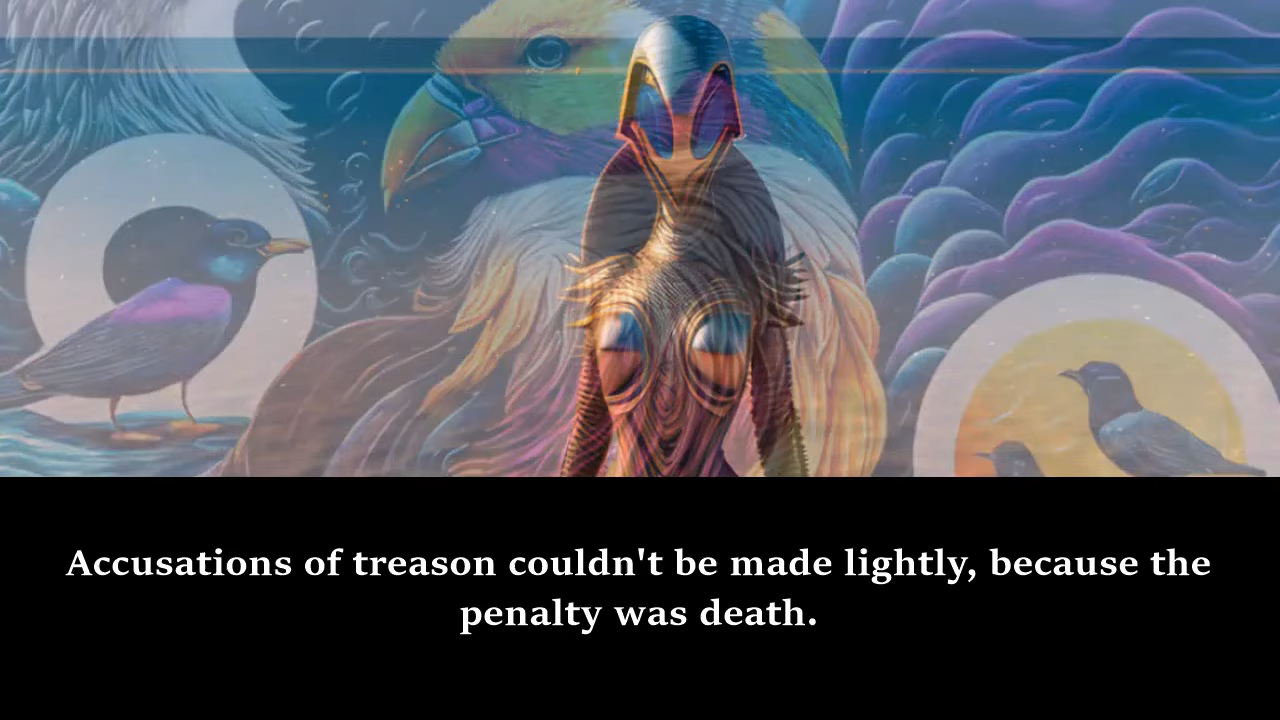 Accusations of treason couldn't be made lightly, because the
penalty was death.